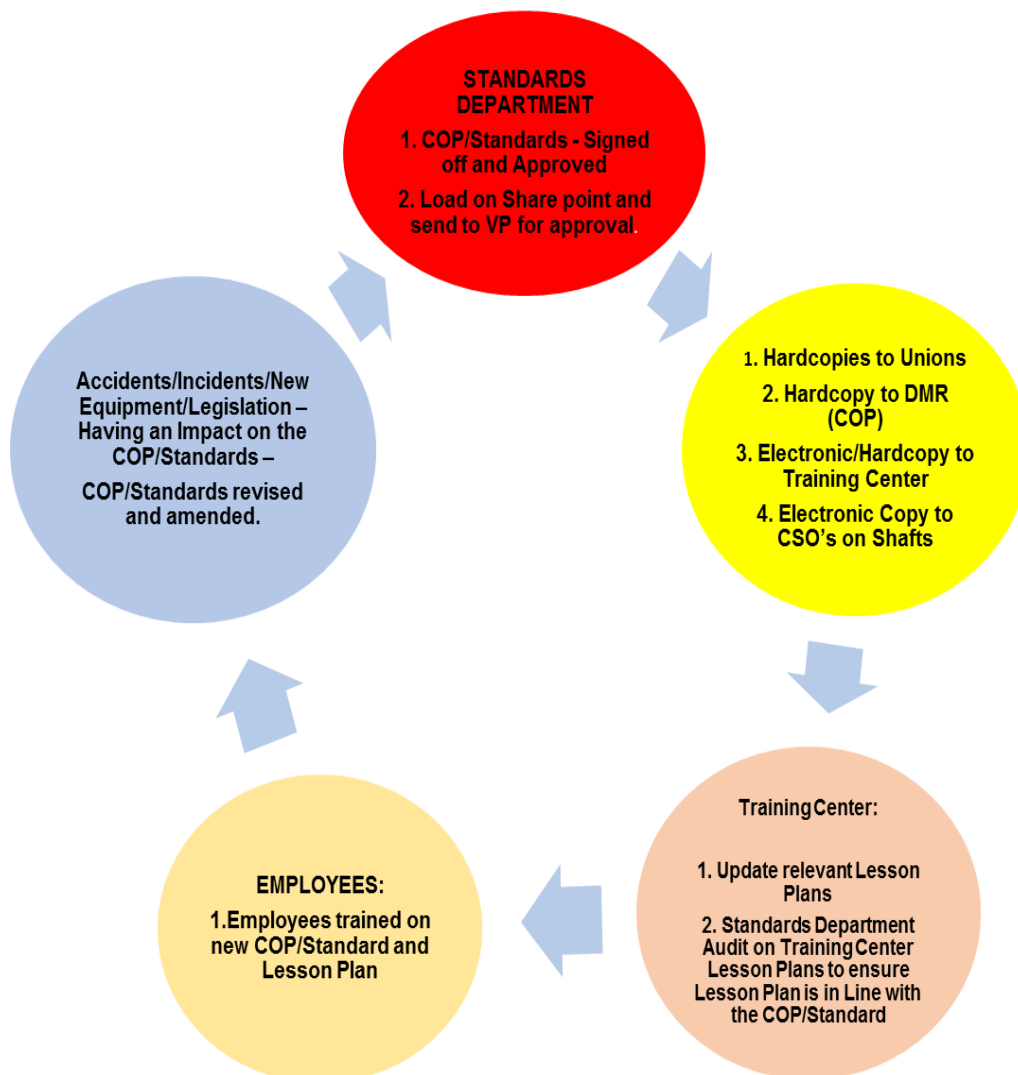 STANDARDS
DEPARTMENT
1. COP/Standards - Signed
off and Approved
2. Load on Share point and
send to VP for approval.
1. Hardcopies to Unions
2. Hardcopy to DMR
(COP)
3. Electronic/Hardcopy to
Training Center
4. Electronic Copy to
CSO’s on Shafts
Training Center:
1. Update relevant Lesson
Plans
2. Standards Department
Audit on Training Center
Lesson Plans to ensure
Lesson Plan is in Line with
the COP/Standard
EMPLOYEES:
1.Employees trained on
new COP/Standard and
Lesson Plan
Accidents/Incidents/New
Equipment/Legislation –
Having an Impact on the
COP/Standards –
COP/Standards revised
and amended.